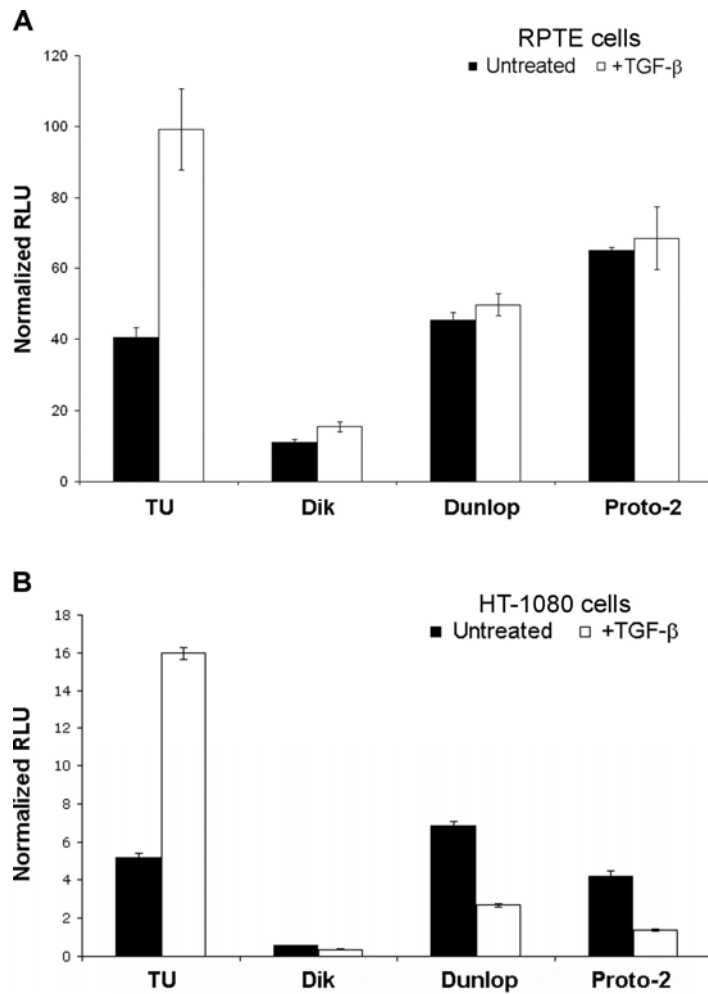 A
RPTE cells
■ Untreated □ +TGF-β
Normalized RLU
120
100
80
60
40
20
0
TU Dik Dunlop Proto-2
B
HT-1080 cells
■ Untreated □ +TGF-β
Normalized RLU
18
16
14
12
10
8
6
4
2
0
TU Dik Dunlop Proto-2